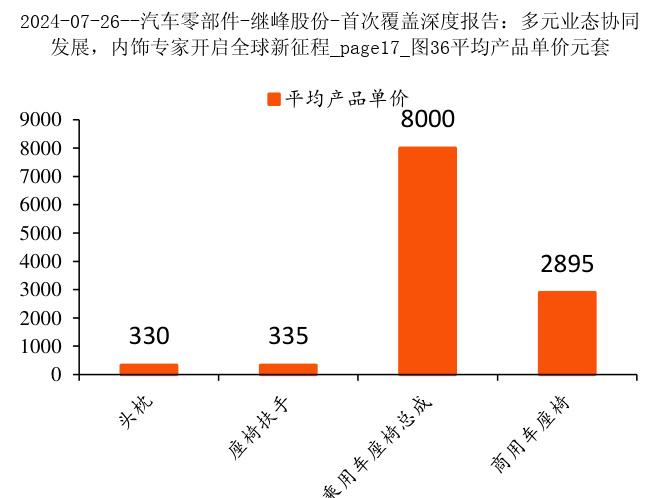 2024-07-26--汽车零部件-继峰股份-首次覆盖深度报告：多元业态协同
发展，内饰专家开启全球新征程_page17_图36平均产品单价元套
平均产品单价
9000
8000
7000
6000
5000
4000
3000
2000
1000
0
330
335
8000
2895
头枕
座椅扶手
乘用车座椅总成
商用车座椅